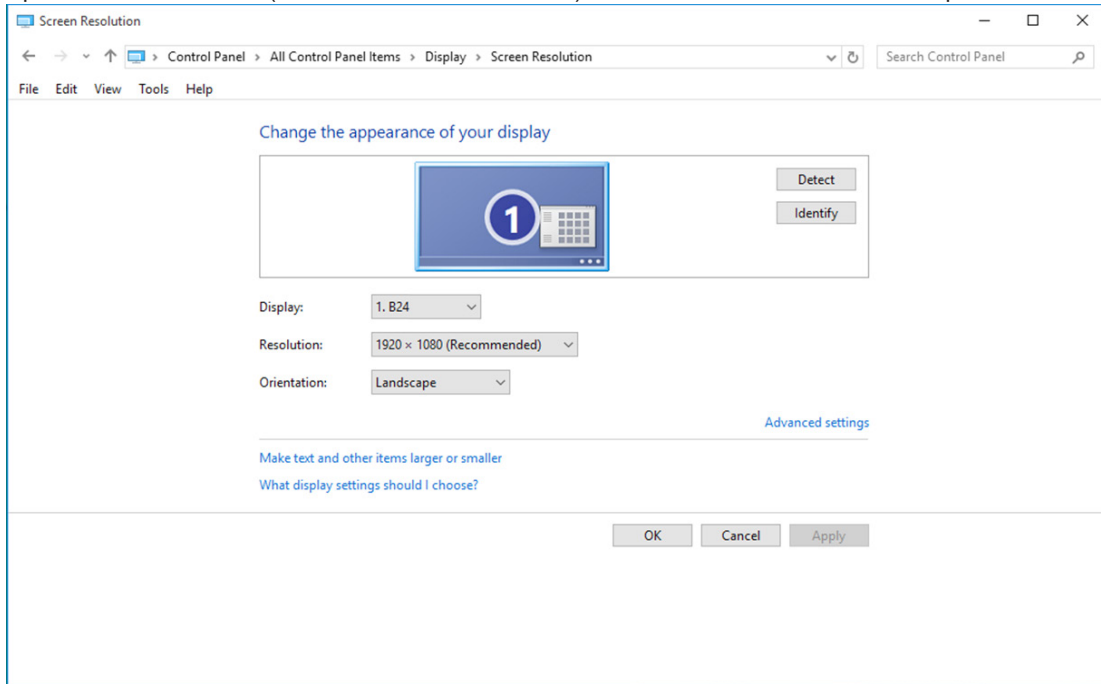 Screen Resolution
Control Panel > All Control Panel Items > Display > Screen Resolution
Search Control Panel
File Edit View Tools Help
Change the appearance of your display
1
Detect
Identify
Display: 1. B24
Resolution: 1920 × 1080 (Recommended)
Orientation: Landscape
Advanced settings
Make text and other items larger or smaller
What display settings should I choose?
OK Cancel Apply